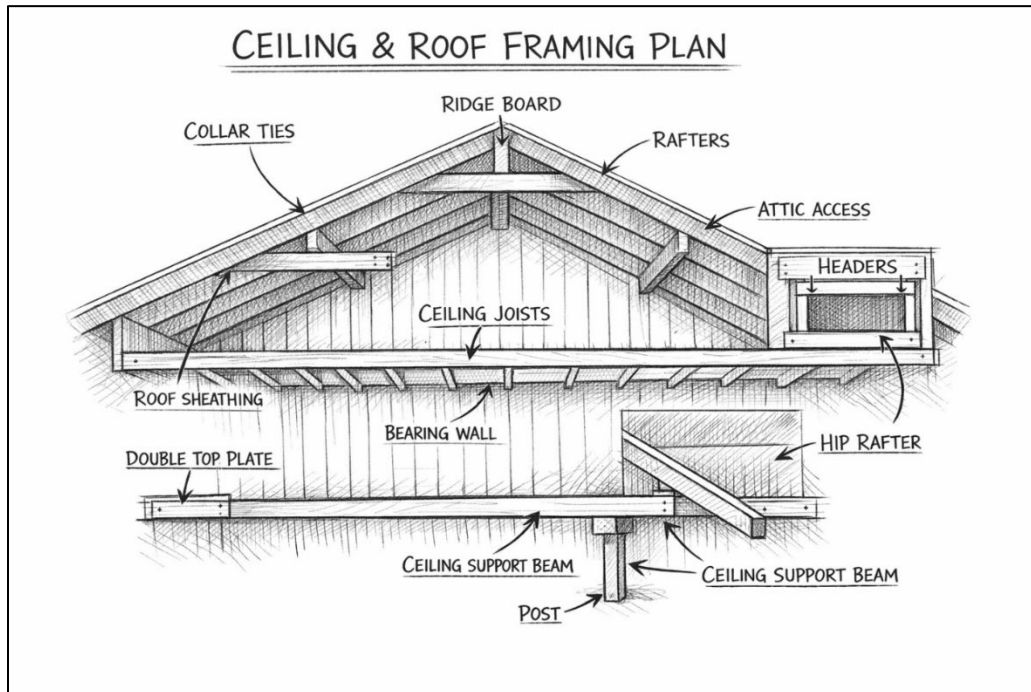 CEILING & ROOF FRAMING PLAN
RIDGE BOARD
COLLAR TIES
RAFTERS
ATTIC ACCESS
HEADERS
CEILING JOISTS
ROOF SHEATHING
BEARING WALL
HIP RAFTER
DOUBLE TOP PLATE
CEILING SUPPORT BEAM
CEILING SUPPORT BEAM
POST